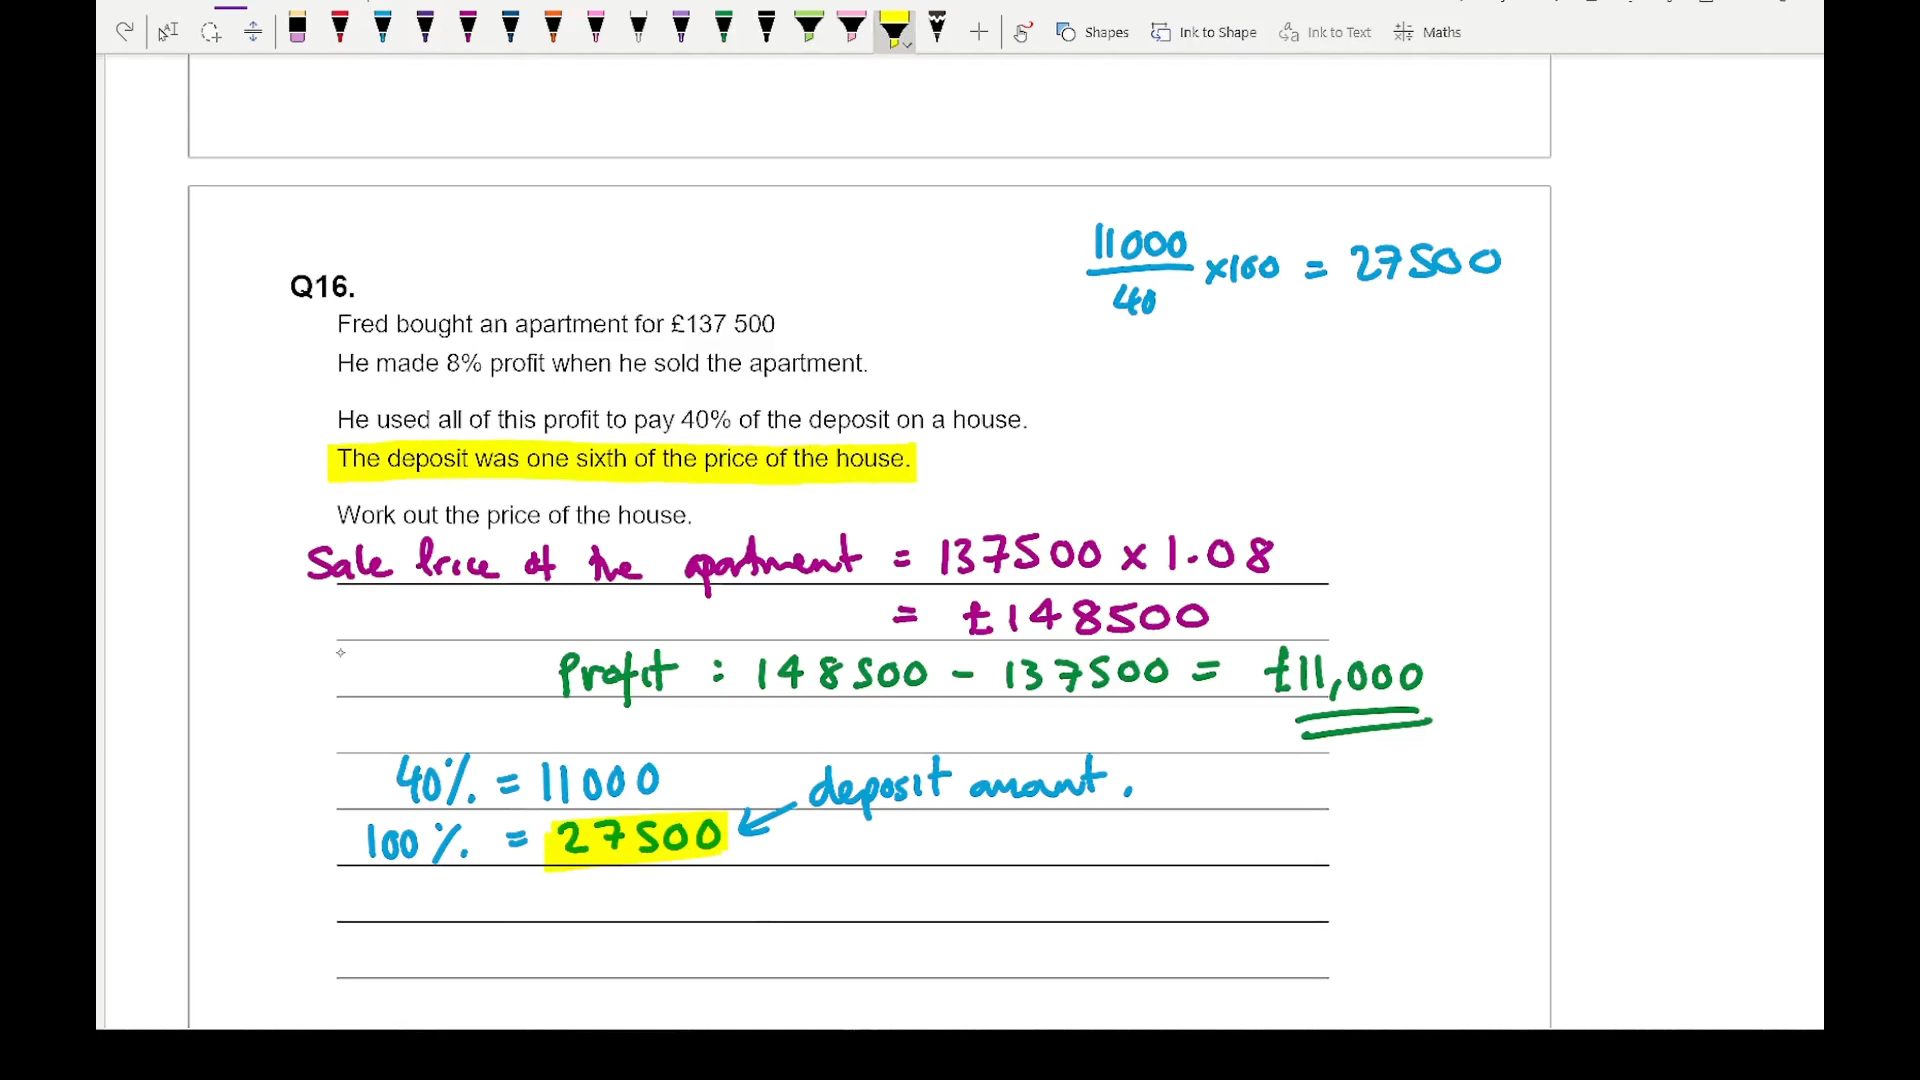 Shapes Ink to Shape Ink to Text Maths
11000
40
×100 = 27500
Q16.
Fred bought an apartment for £137 500
He made 8% profit when he sold the apartment.
He used all of this profit to pay 40% of the deposit on a house.
The deposit was one sixth of the price of the house.
Work out the price of the house.
Sale Price of the apartment = 137500 × 1.08
= £148500
Profit : 148500 - 137500 = £11,000
40% = 11000
deposit amount.
100% = 27500